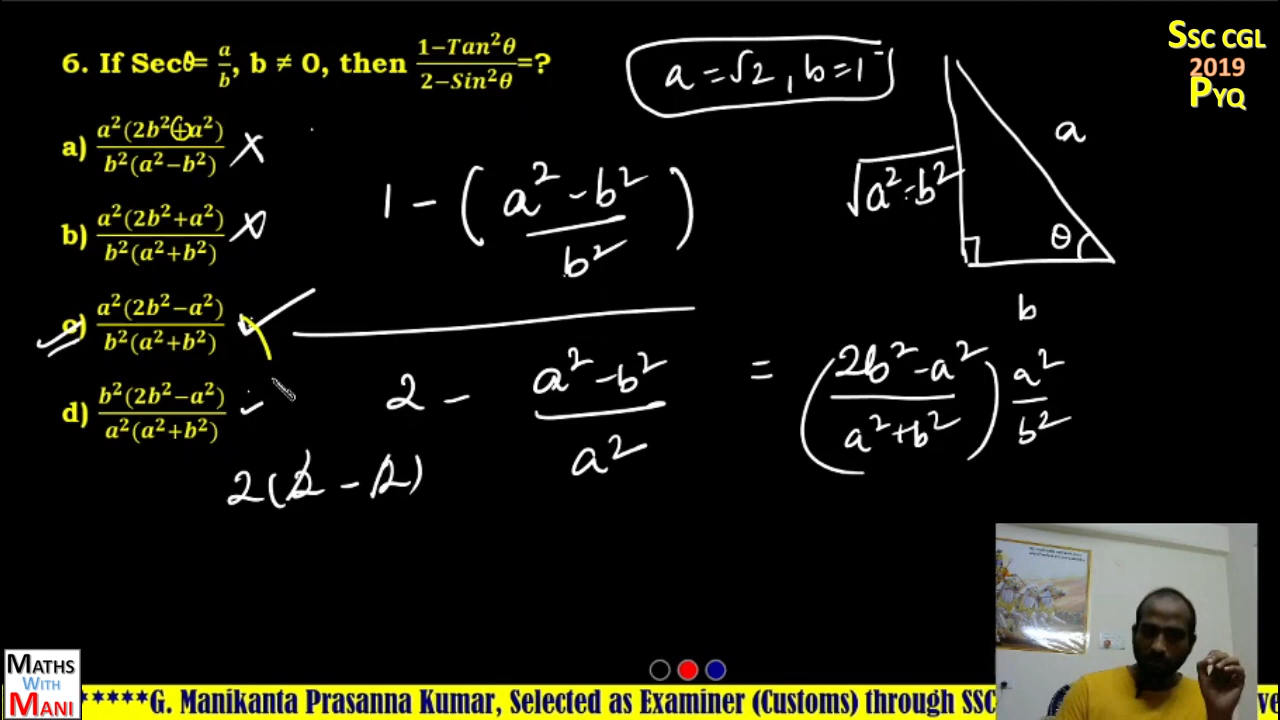 6. If Secθ= a/b, b ≠ 0, then (1−Tan²θ)/(2−Sin²θ)=?
a) a²(2b²+a²)/b²(a²−b²)
b) a²(2b²+a²)/b²(a²+b²)
c) a²(2b²−a²)/b²(a²+b²)
d) b²(2b²−a²)/a²(a²+b²)
2(2-2)
a = √2, b = 1
1 - ((a² - b²)/b²)
2 - (a² - b²)/a²
= ((2b² - a²)/(a² + b²)) a²/b²
√a² - b²
a
θ
b
SSC CGL
2019
PYQ
MATHS
WITH
MANI
*****G. Manikanta Prasanna Kumar, Selected as Examiner (Customs) through SSC